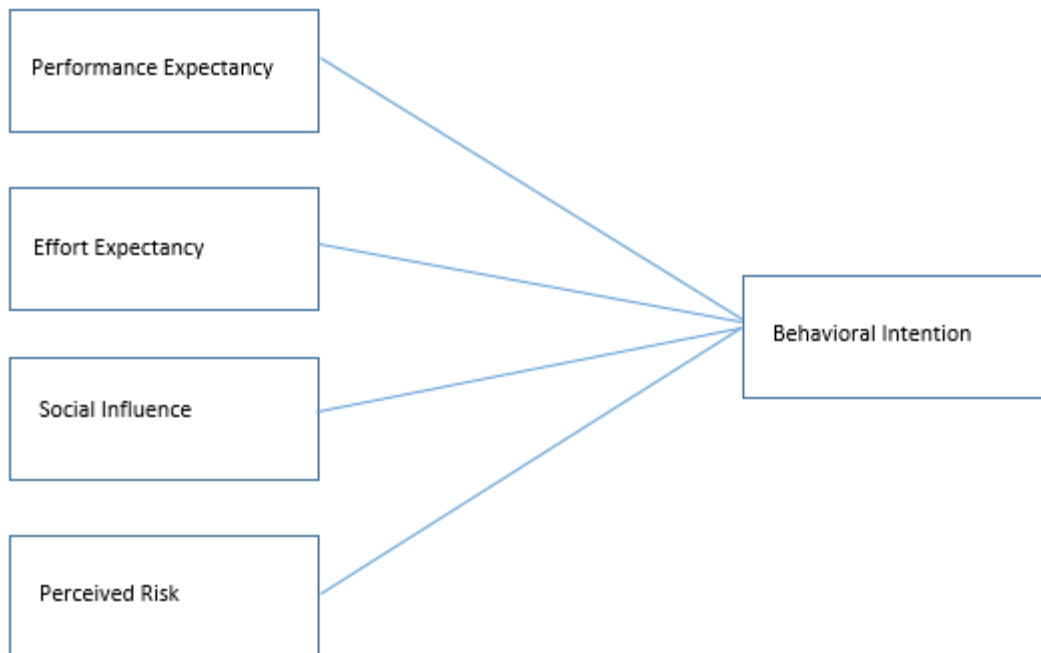 Performance Expectancy
Effort Expectancy
Behavioral Intention
Social Influence
Perceived Risk